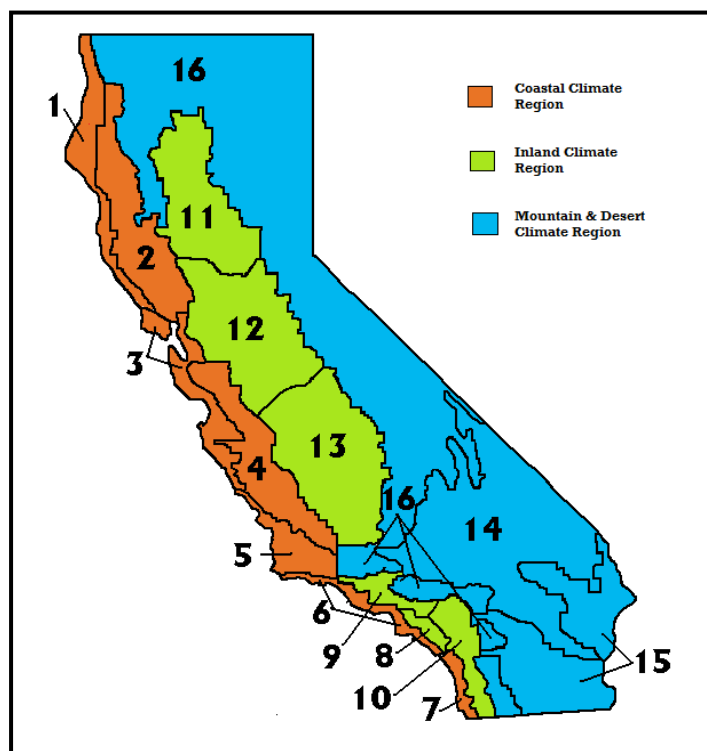 16
Coastal Climate
Region
1
Inland Climate
Region
11
Mountain & Desert
Climate Region
2
12
3
13
4
16
14
5
6
9
8
15
10
7